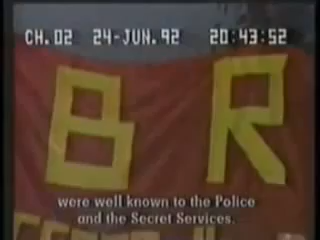 CH.02 24-JUN.92 20:43:52
B R
were well known to the Police
and the Secret Services.